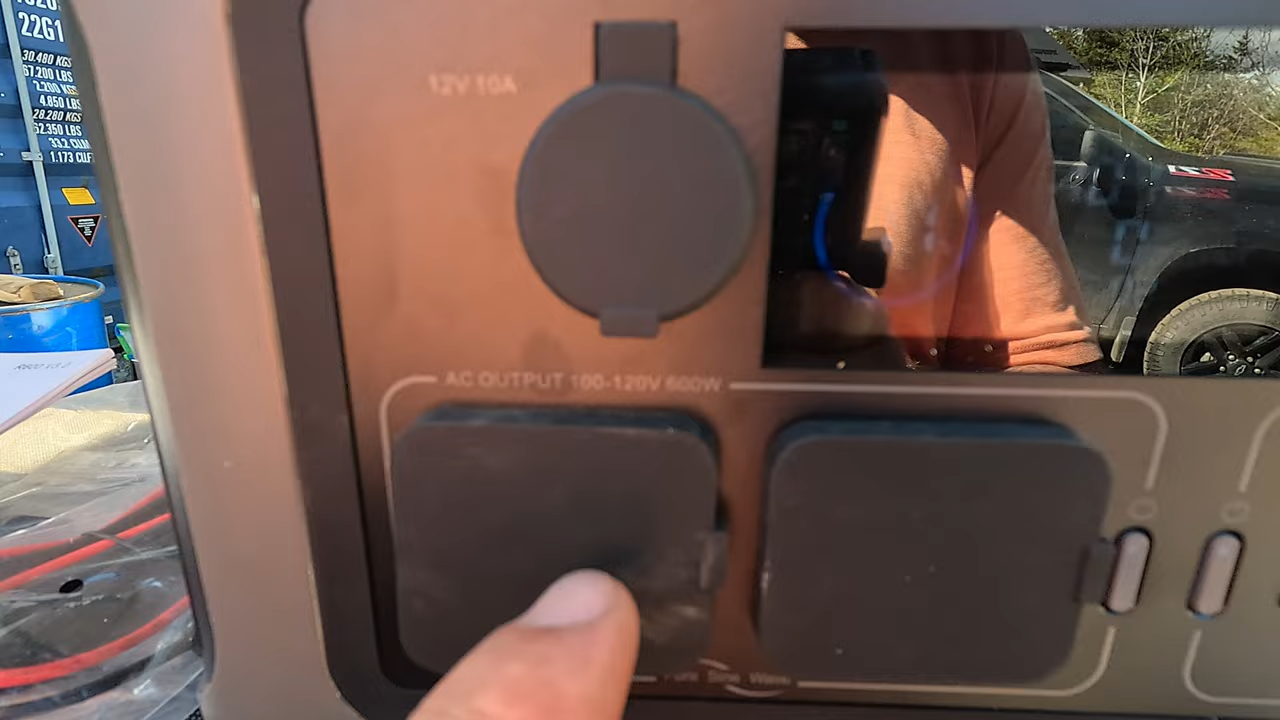 22G1
30.480 KGS
67.200 LBS
2.200 KGS
4.850 LBS
28.280 KGS
62.350 LBS
33.2 CU.M
1.173 CU.F
12V 10A
AC OUTPUT 100-120V 600W
Pure Sine Wave